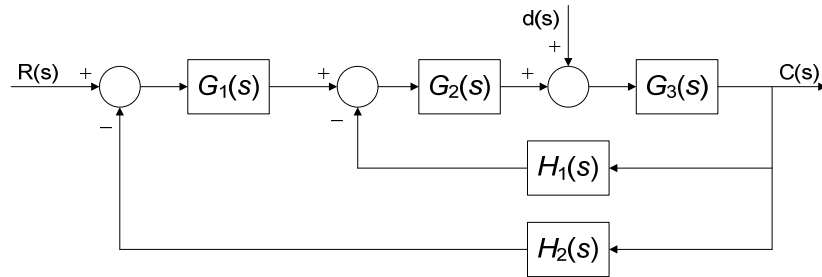 d(s)
+
R(s) + G₁(s) + G₂(s) + G₃(s) C(s)
− −
H₁(s)
H₂(s)